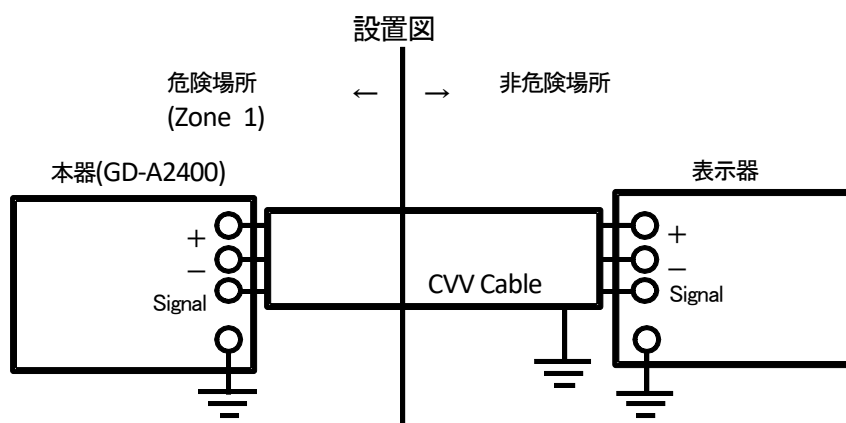 設置図
危険場所
(Zone 1)
← →
非危険場所
本器(GD-A2400)
表示器
+
−
Signal
CVV Cable
+
−
Signal